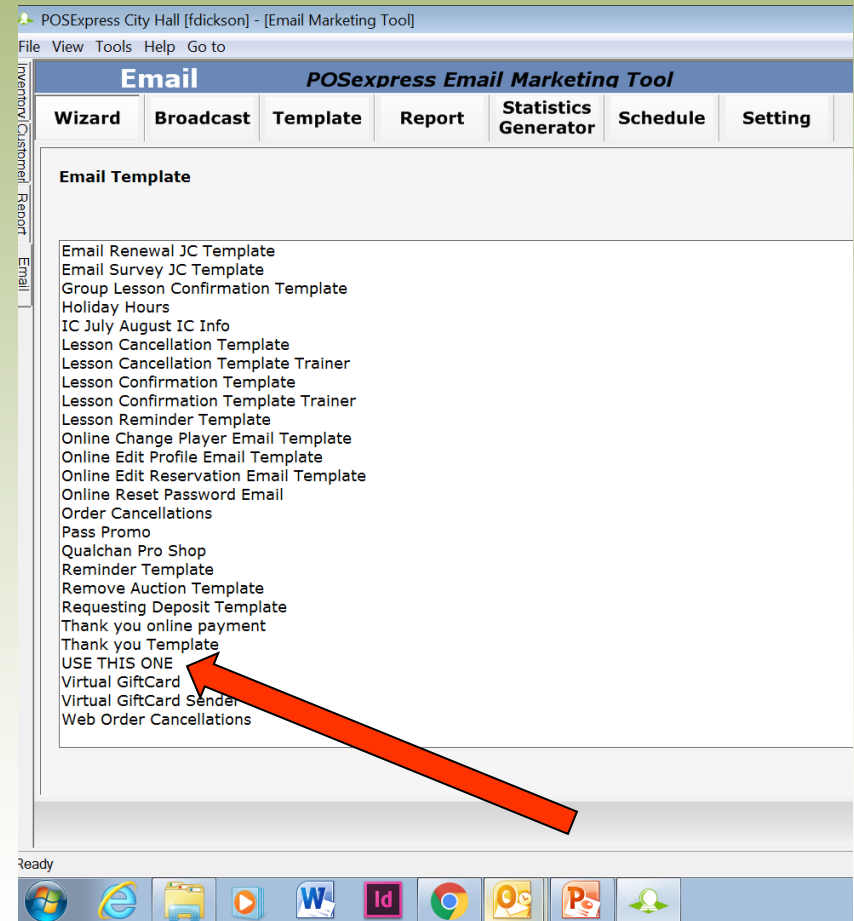 POSExpress City Hall [fdickson] - [Email Marketing Tool]
File View Tools Help Go to
Inventory
Customer
Report
Email
Email POSexpress Email Marketing Tool
Wizard Broadcast Template Report Statistics Generator Schedule Setting
Email Template
Email Renewal JC Template
Email Survey JC Template
Group Lesson Confirmation Template
Holiday Hours
IC July August IC Info
Lesson Cancellation Template
Lesson Cancellation Template Trainer
Lesson Confirmation Template
Lesson Confirmation Template Trainer
Lesson Reminder Template
Online Change Player Email Template
Online Edit Profile Email Template
Online Edit Reservation Email Template
Online Reset Password Email
Order Cancellations
Pass Promo
Qualchan Pro Shop
Reminder Template
Remove Auction Template
Requesting Deposit Template
Thank you online payment
Thank you Template
USE THIS ONE
Virtual GiftCard
Virtual GiftCard Sender
Web Order Cancellations
Ready
W
Id
O
P